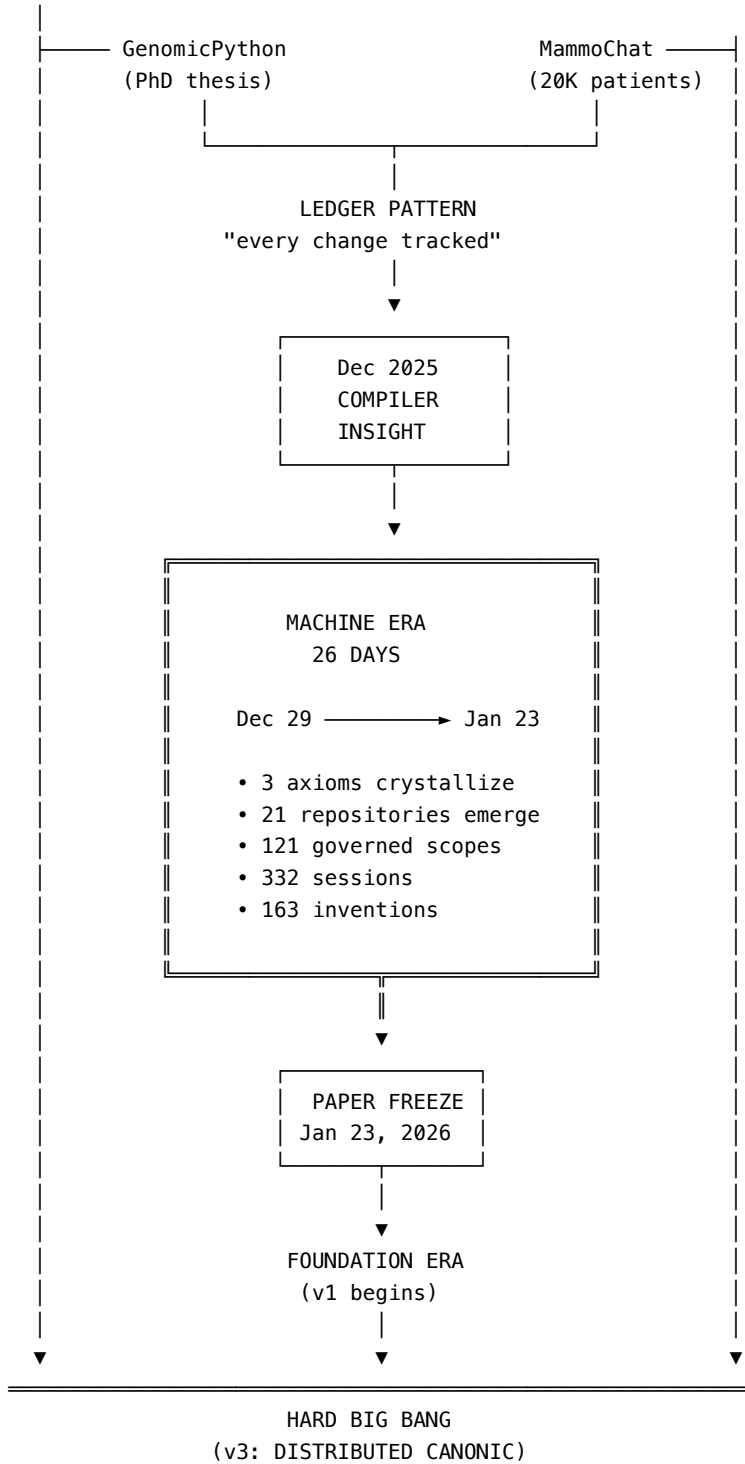 GenomicPython MammoChat
(PhD thesis) (20K patients)
LEDGER PATTERN
"every change tracked"
Dec 2025
COMPILER
INSIGHT
MACHINE ERA
26 DAYS
Dec 29 ────────► Jan 23
• 3 axioms crystallize
• 21 repositories emerge
• 121 governed scopes
• 332 sessions
• 163 inventions
PAPER FREEZE
Jan 23, 2026
FOUNDATION ERA
(v1 begins)
HARD BIG BANG
(v3: DISTRIBUTED CANONIC)